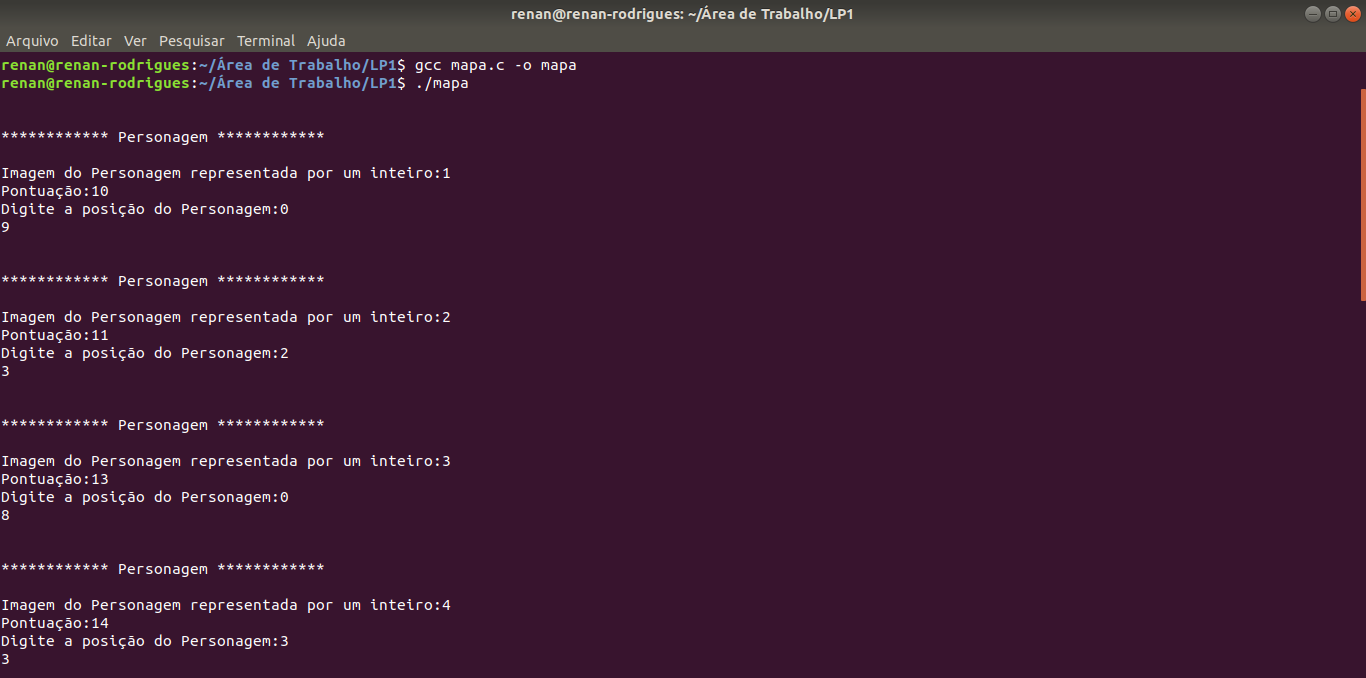 renan@renan-rodrigues: ~/Área de Trabalho/LP1
Arquivo Editar Ver Pesquisar Terminal Ajuda
renan@renan-rodrigues:~/Área de Trabalho/LP1$ gcc mapa.c -o mapa
renan@renan-rodrigues:~/Área de Trabalho/LP1$ ./mapa
************ Personagem ************
Imagem do Personagem representada por um inteiro:1
Pontuação:10
Digite a posição do Personagem:0
9
************ Personagem ************
Imagem do Personagem representada por um inteiro:2
Pontuação:11
Digite a posição do Personagem:2
3
************ Personagem ************
Imagem do Personagem representada por um inteiro:3
Pontuação:13
Digite a posição do Personagem:0
8
************ Personagem ************
Imagem do Personagem representada por um inteiro:4
Pontuação:14
Digite a posição do Personagem:3
3